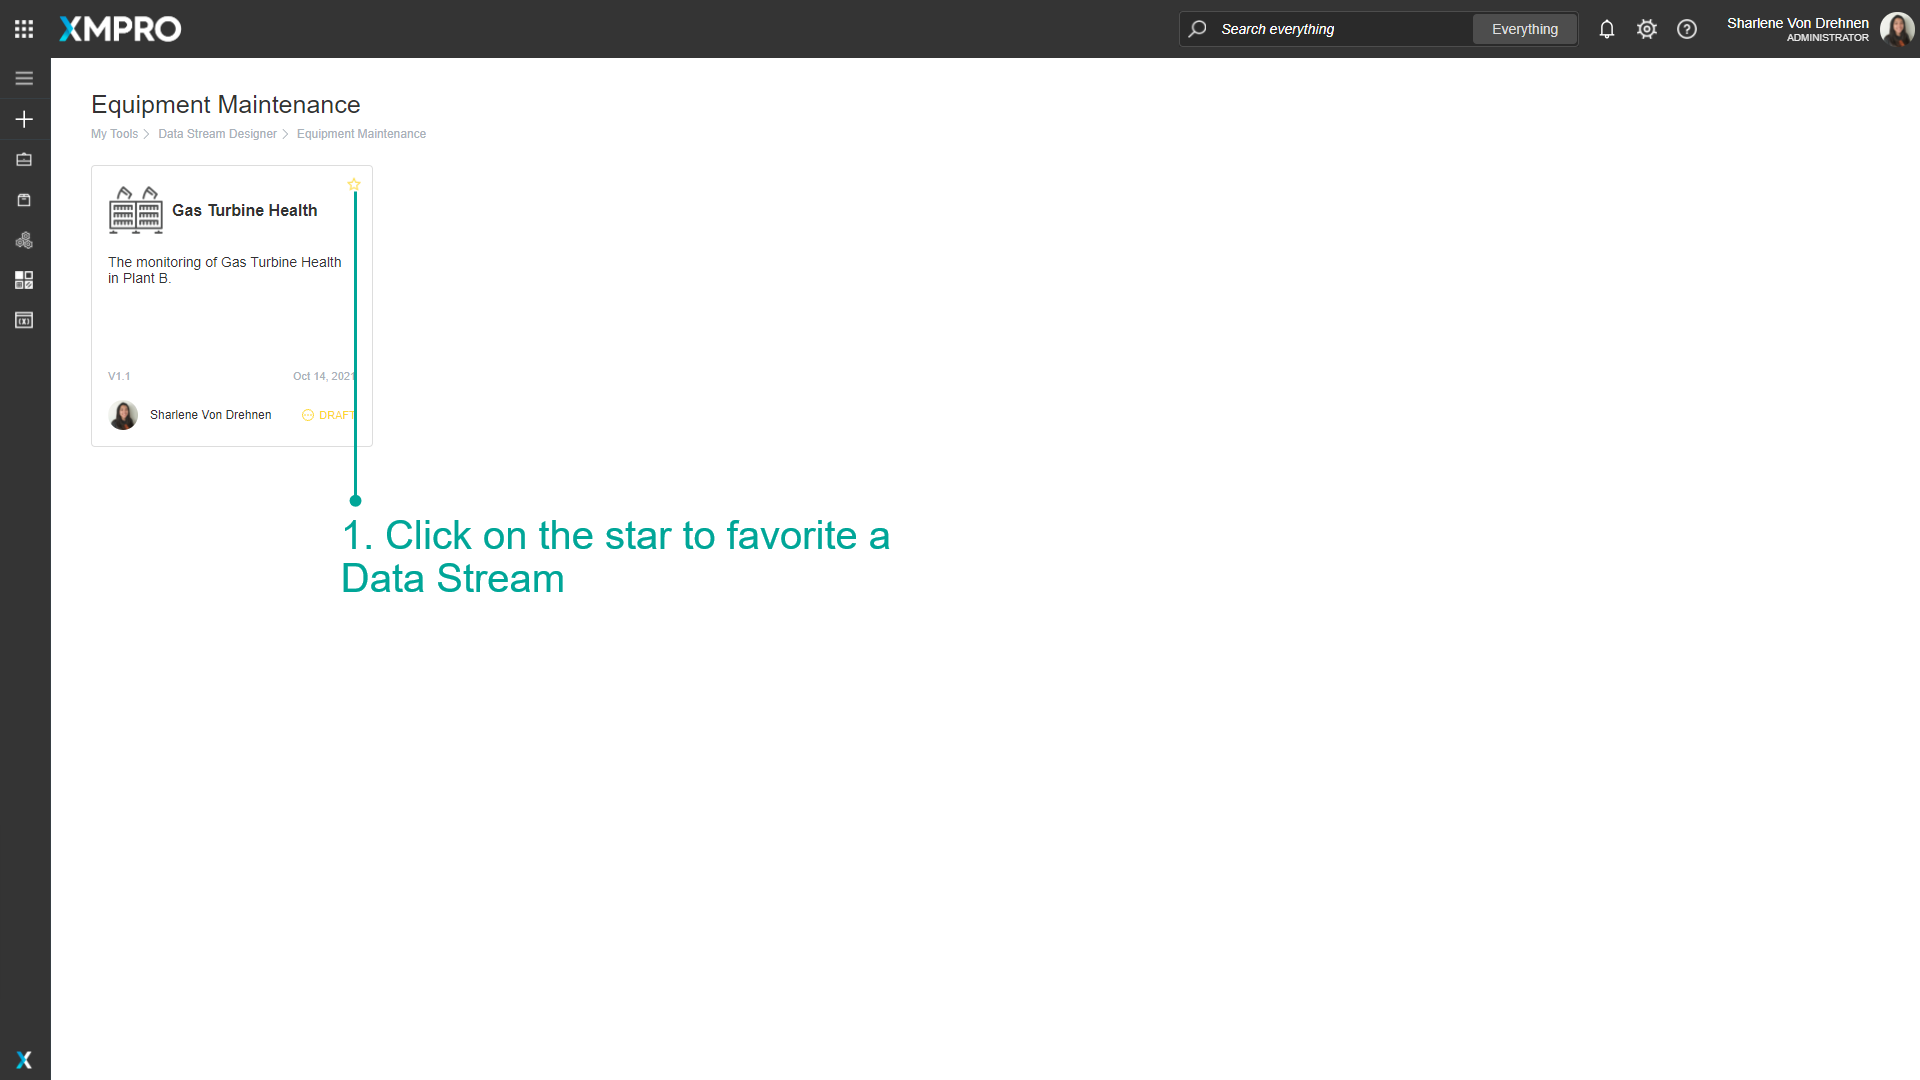 XMPRO
Search everything
Everything
Sharlene Von Drehnen
ADMINISTRATOR
Equipment Maintenance
My Tools > Data Stream Designer > Equipment Maintenance
Gas Turbine Health
The monitoring of Gas Turbine Health
in Plant B.
V1.1
Oct 14, 2021
Sharlene Von Drehnen
DRAFT
1. Click on the star to favorite a
Data Stream